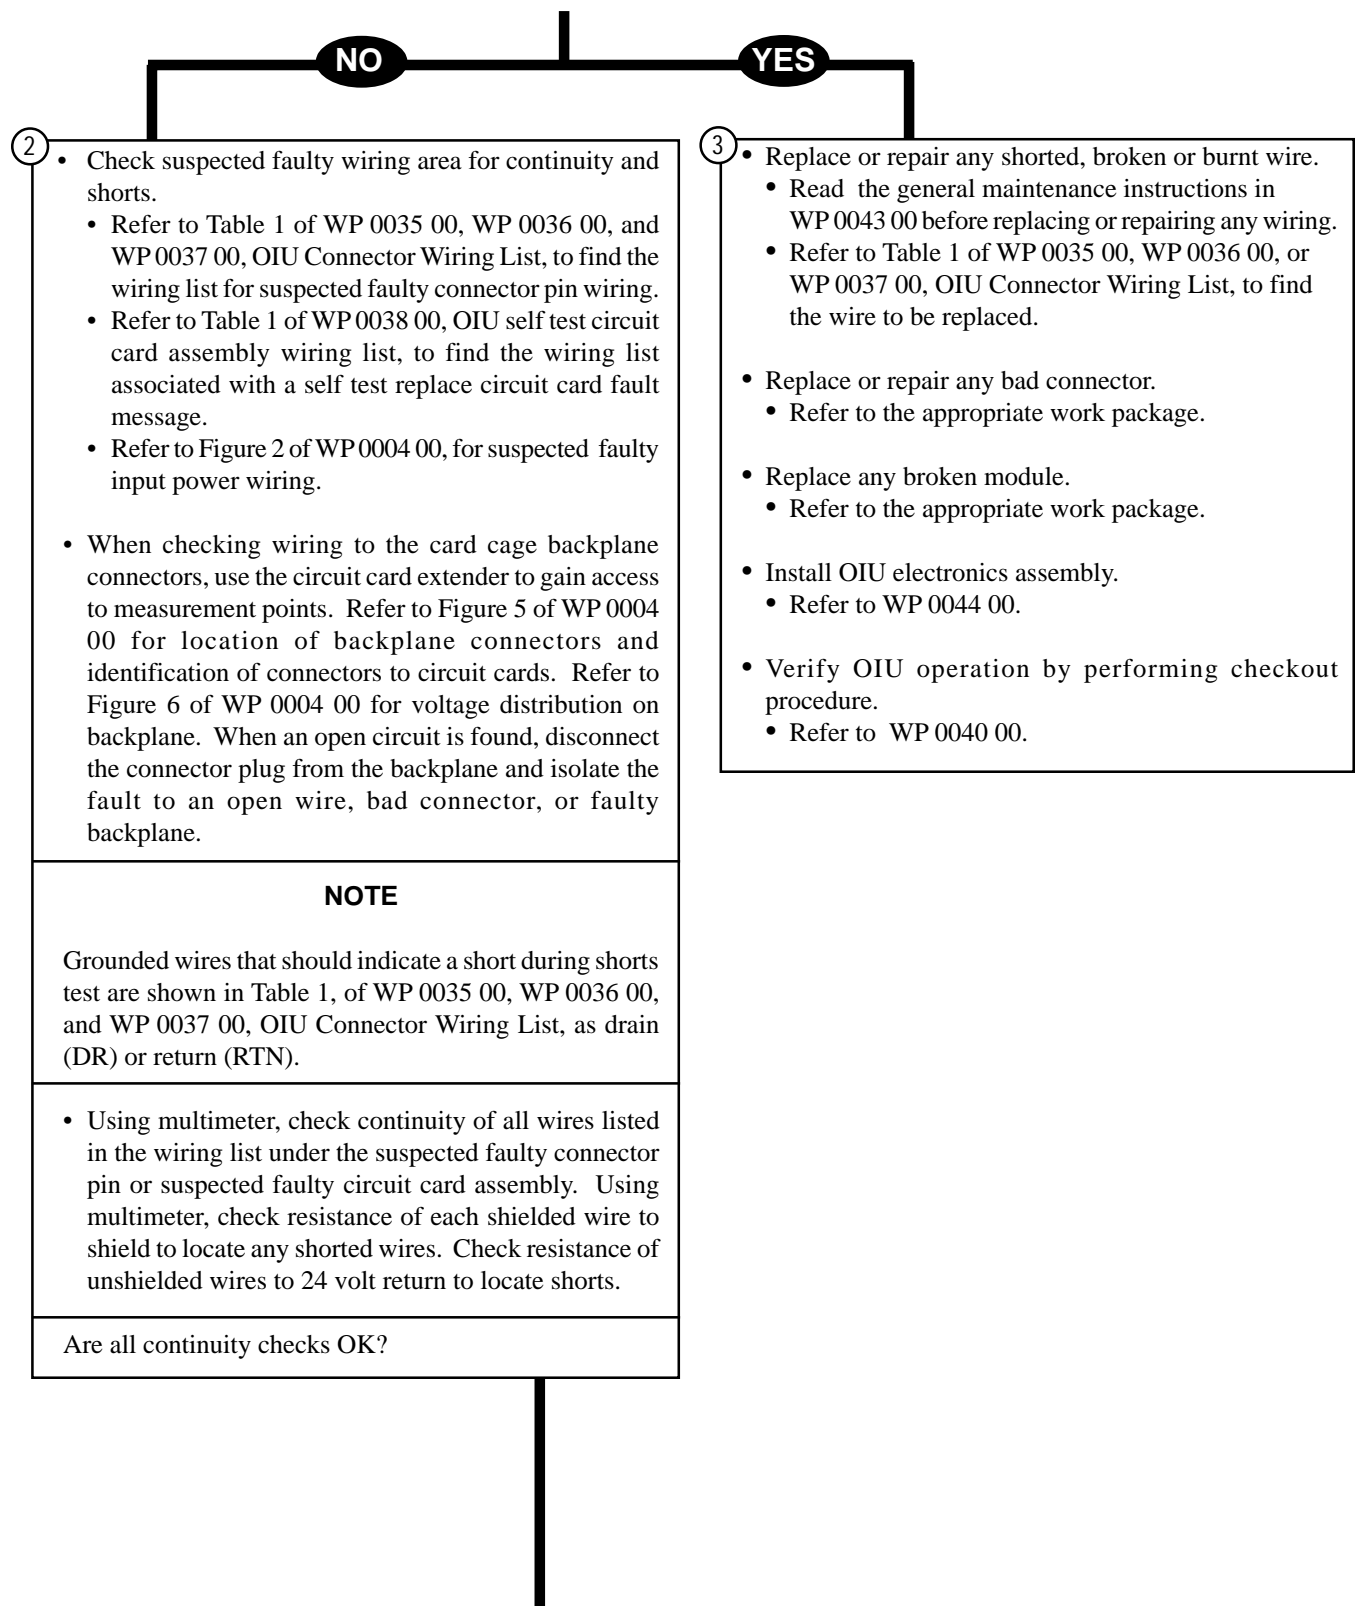 NO
YES
2
• Check suspected faulty wiring area for continuity and
shorts.
• Refer to Table 1 of WP 0035 00, WP 0036 00, and
WP 0037 00, OIU Connector Wiring List, to find the
wiring list for suspected faulty connector pin wiring.
• Refer to Table 1 of WP 0038 00, OIU self test circuit
card assembly wiring list, to find the wiring list
associated with a self test replace circuit card fault
message.
• Refer to Figure 2 of WP 0004 00, for suspected faulty
input power wiring.
• When checking wiring to the card cage backplane
connectors, use the circuit card extender to gain access
to measurement points. Refer to Figure 5 of WP 0004
00 for location of backplane connectors and
identification of connectors to circuit cards. Refer to
Figure 6 of WP 0004 00 for voltage distribution on
backplane. When an open circuit is found, disconnect
the connector plug from the backplane and isolate the
fault to an open wire, bad connector, or faulty
backplane.
NOTE
Grounded wires that should indicate a short during shorts
test are shown in Table 1, of WP 0035 00, WP 0036 00,
and WP 0037 00, OIU Connector Wiring List, as drain
(DR) or return (RTN).
• Using multimeter, check continuity of all wires listed
in the wiring list under the suspected faulty connector
pin or suspected faulty circuit card assembly. Using
multimeter, check resistance of each shielded wire to
shield to locate any shorted wires. Check resistance of
unshielded wires to 24 volt return to locate shorts.
Are all continuity checks OK?
3
• Replace or repair any shorted, broken or burnt wire.
• Read the general maintenance instructions in
WP 0043 00 before replacing or repairing any wiring.
• Refer to Table 1 of WP 0035 00, WP 0036 00, or
WP 0037 00, OIU Connector Wiring List, to find
the wire to be replaced.
• Replace or repair any bad connector.
• Refer to the appropriate work package.
• Replace any broken module.
• Refer to the appropriate work package.
• Install OIU electronics assembly.
• Refer to WP 0044 00.
• Verify OIU operation by performing checkout
procedure.
• Refer to WP 0040 00.